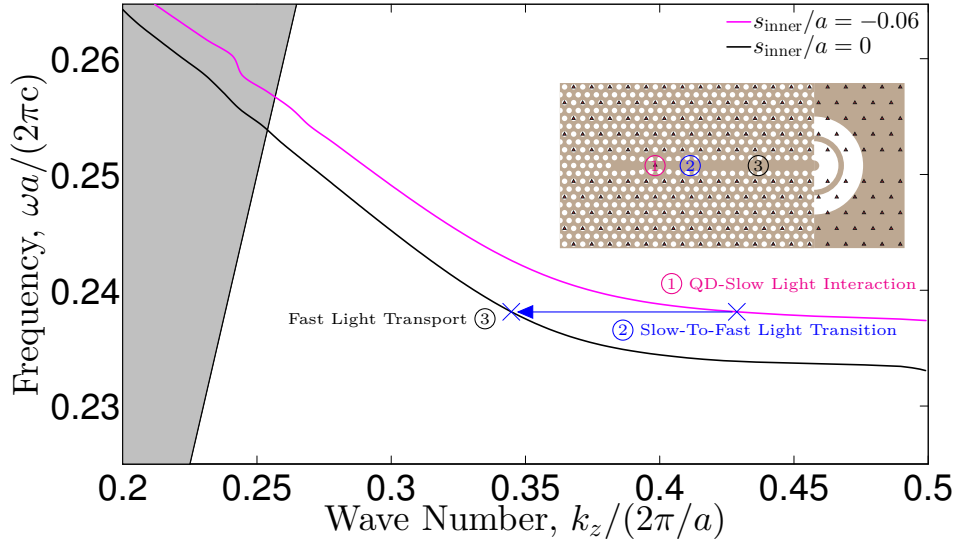 s_inner/a = −0.06
s_inner/a = 0
0.26
0.25
0.24
0.23
Frequency, ωa/(2πc)
1 2 3
① QD-Slow Light Interaction
Fast Light Transport ③
② Slow-To-Fast Light Transition
0.2 0.25 0.3 0.35 0.4 0.45 0.5
Wave Number, k_z/(2π/a)